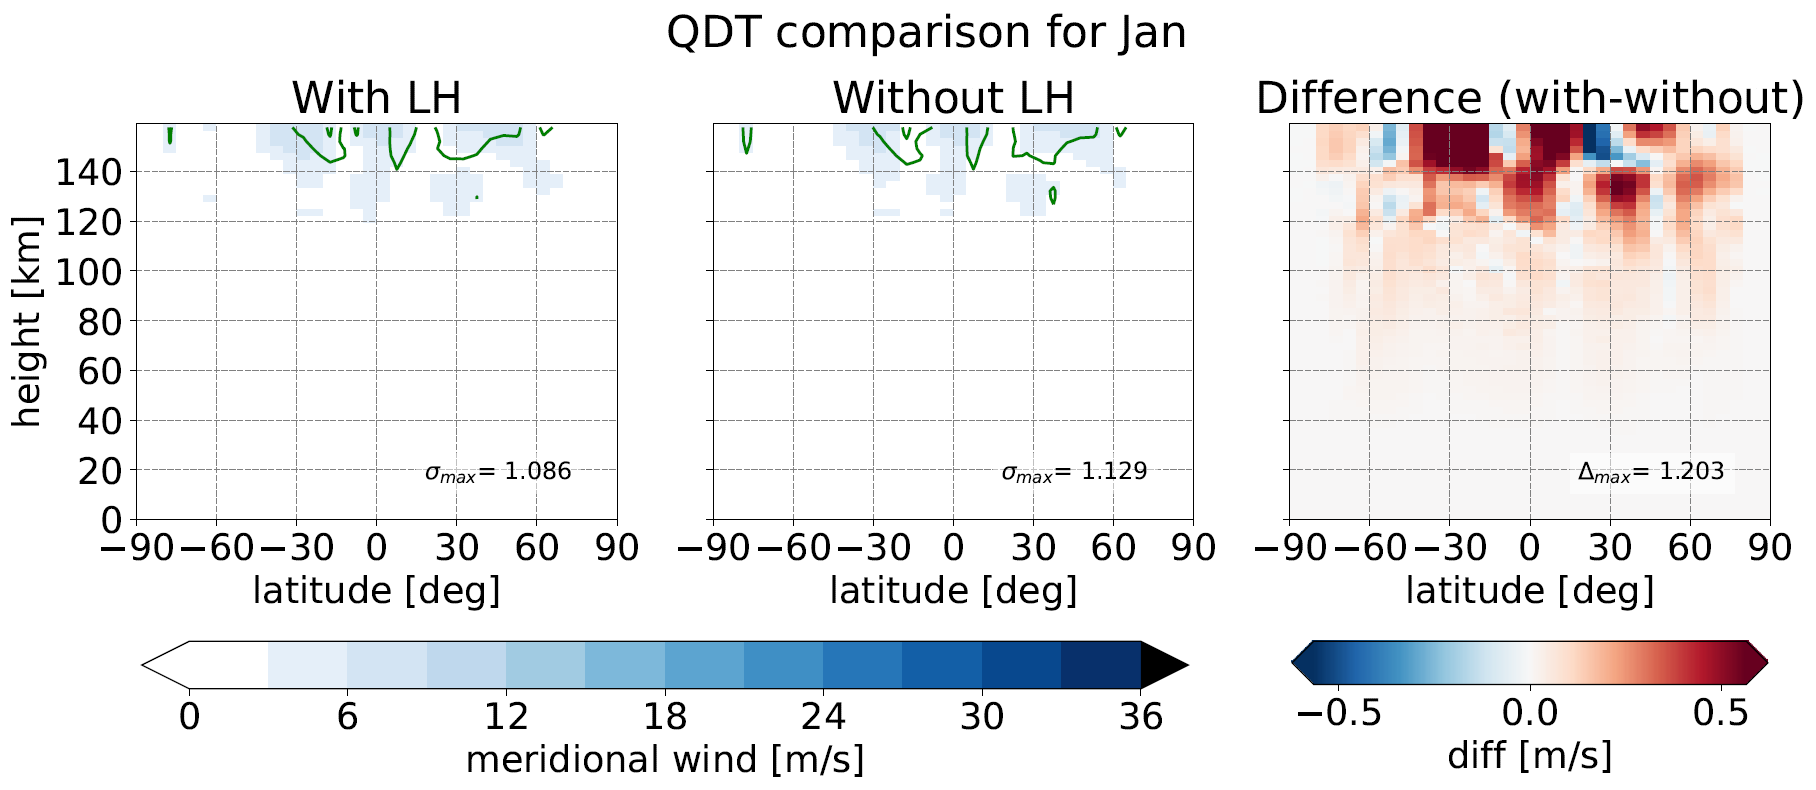 QDT comparison for Jan
With LH
Without LH
Difference (with-without)
height [km]
140
120
100
80
60
40
20
0
σmax= 1.086
σmax= 1.129
Δmax= 1.203
−90 −60 −30 0 30 60 90
−90 −60 −30 0 30 60 90
−90 −60 −30 0 30 60 90
latitude [deg]
latitude [deg]
latitude [deg]
0 6 12 18 24 30 36
meridional wind [m/s]
−0.5 0.0 0.5
diff [m/s]